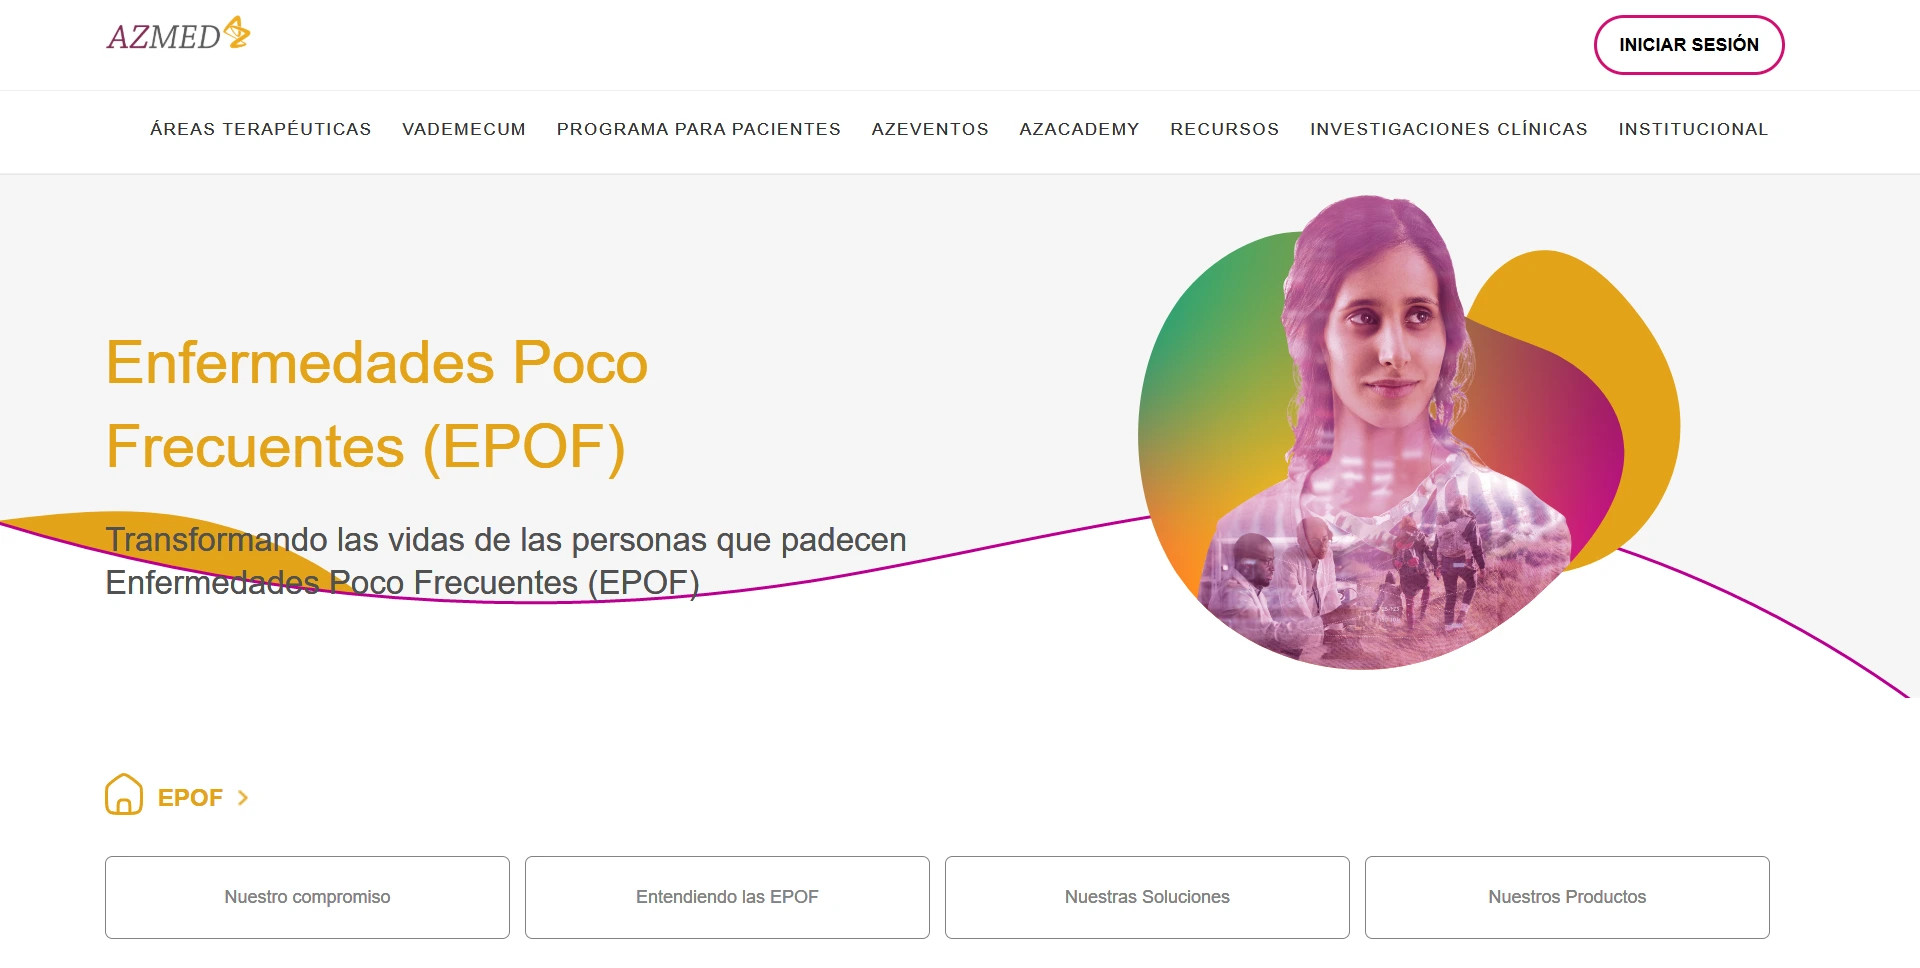 AZMED
INICIAR SESIÓN
ÁREAS TERAPÉUTICAS VADEMECUM PROGRAMA PARA PACIENTES AZEVENTOS AZACADEMY RECURSOS INVESTIGACIONES CLÍNICAS INSTITUCIONAL
Enfermedades Poco
Frecuentes (EPOF)
Transformando las vidas de las personas que padecen
Enfermedades Poco Frecuentes (EPOF)
EPOF
Nuestro compromiso
Entendiendo las EPOF
Nuestras Soluciones
Nuestros Productos